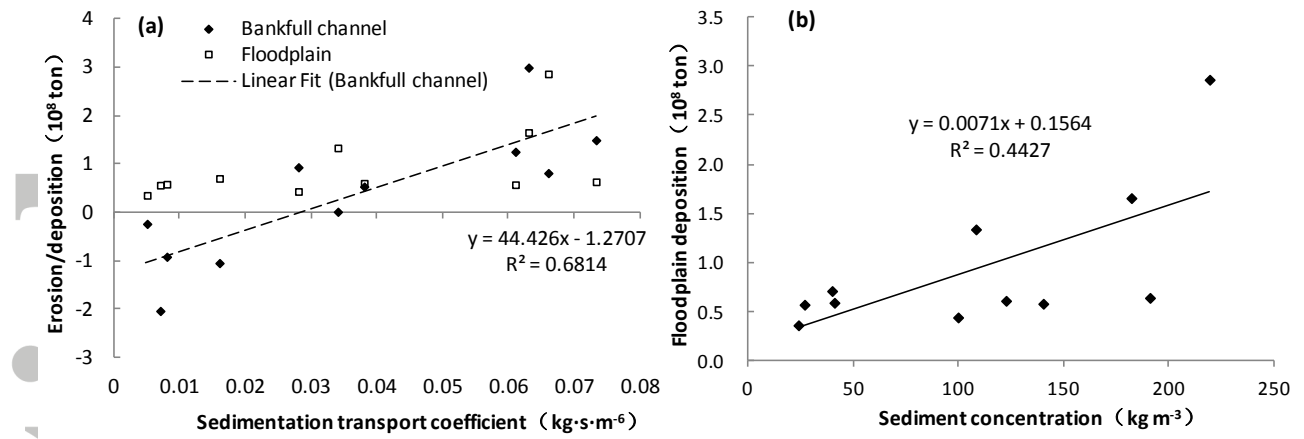 (a)
◆ Bankfull channel
□ Floodplain
Linear Fit (Bankfull channel)
Erosion/deposition（10⁸ ton）
4
3
2
1
0
-1
-2
-3
y = 44.426x - 1.2707
R² = 0.6814
0 0.01 0.02 0.03 0.04 0.05 0.06 0.07 0.08
Sedimentation transport coefficient（kg·s·m⁻⁶）
(b)
Floodplain deposition（10⁸ ton）
3.5
3.0
2.5
2.0
1.5
1.0
0.5
0.0
y = 0.0071x + 0.1564
R² = 0.4427
0 50 100 150 200 250
Sediment concentration（kg m⁻³）